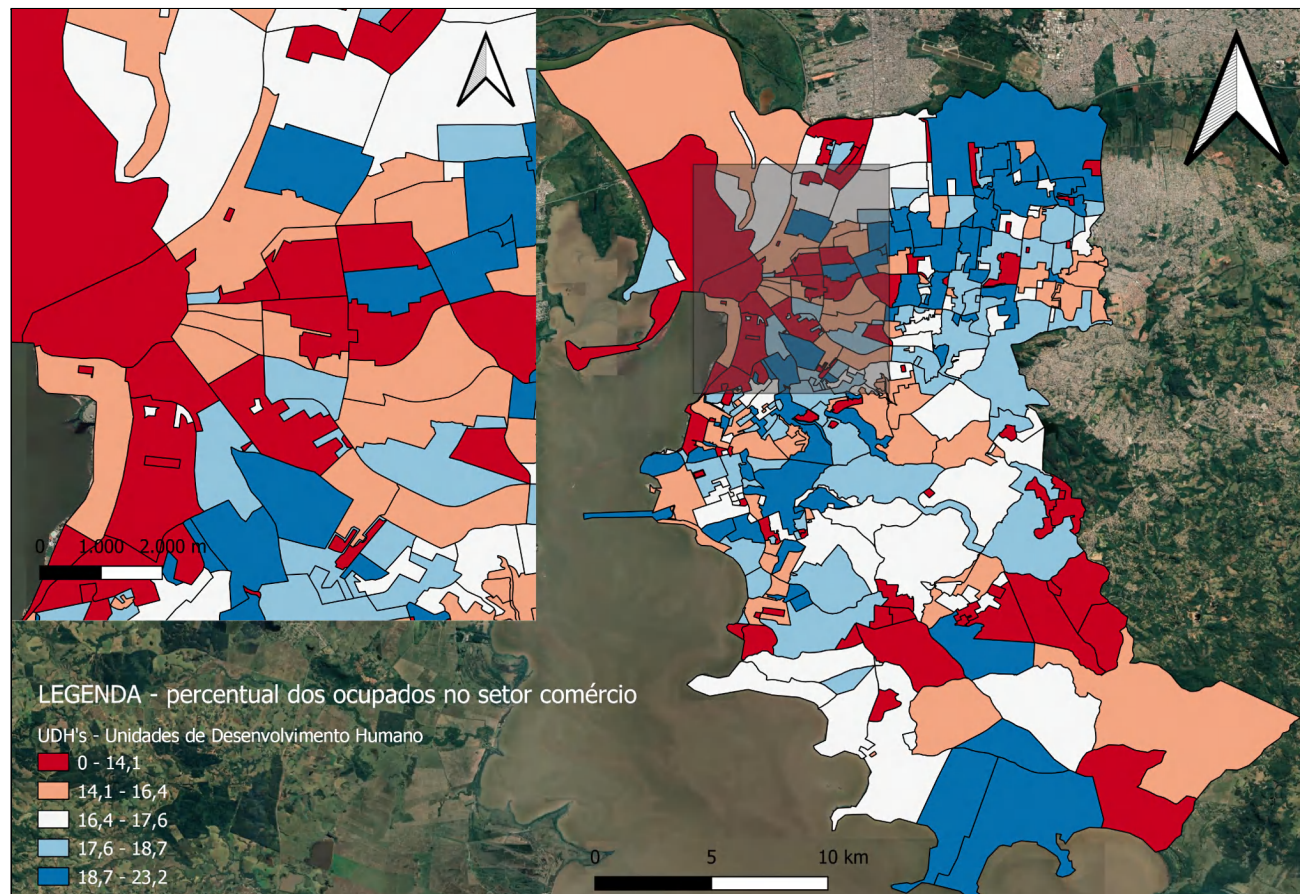 0 1.000 2.000 m
LEGENDA - percentual dos ocupados no setor comércio
UDH's - Unidades de Desenvolvimento Humano
0 - 14,1
14,1 - 16,4
16,4 - 17,6
17,6 - 18,7
18,7 - 23,2
0 5 10 km